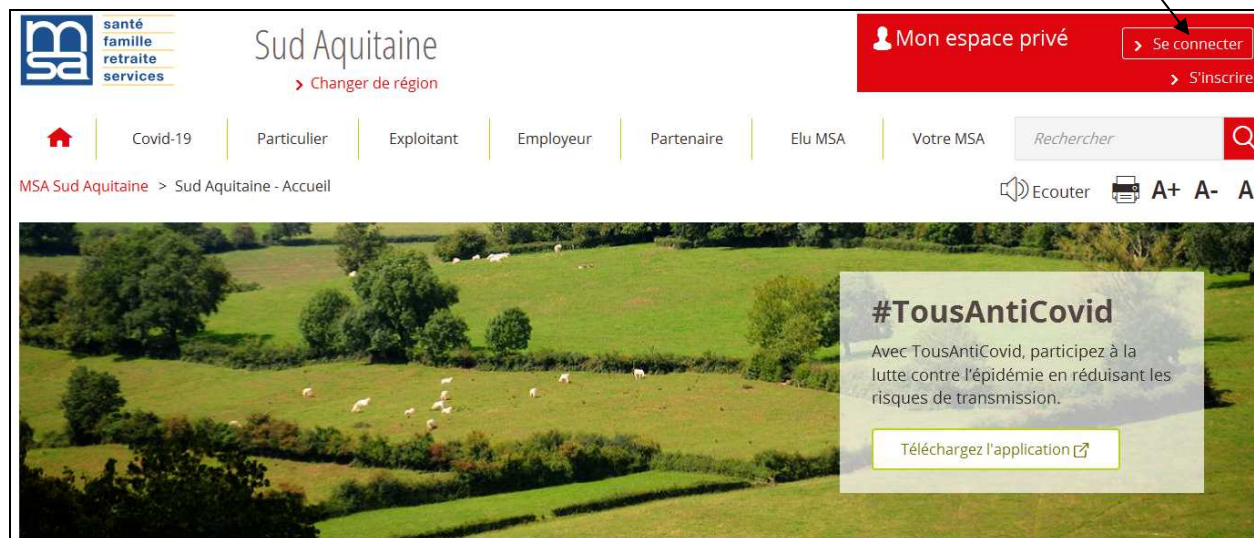 msa
santé
famille
retraite
services
Sud Aquitaine
> Changer de région
Mon espace privé
> Se connecter
> S'inscrire
Covid-19 Particulier Exploitant Employeur Partenaire Elu MSA Votre MSA Rechercher
MSA Sud Aquitaine > Sud Aquitaine - Accueil
Ecouter A+ A- A
#TousAntiCovid
Avec TousAntiCovid, participez à la
lutte contre l'épidémie en réduisant les
risques de transmission.
Téléchargez l'application